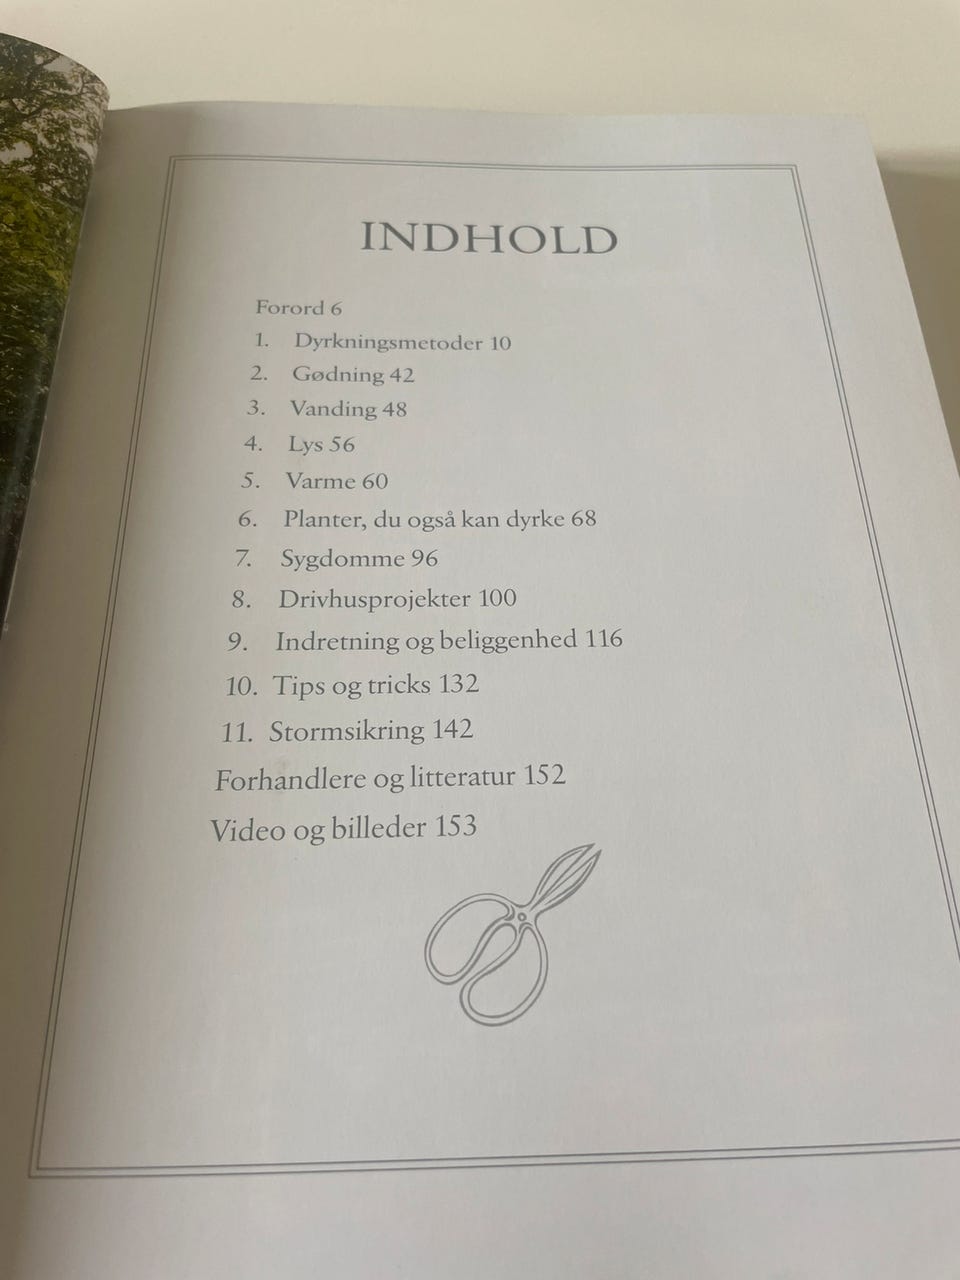 INDHOLD
Forord 6
1. Dyrkningsmetoder 10
2. Gødning 42
3. Vanding 48
4. Lys 56
5. Varme 60
6. Planter, du også kan dyrke 68
7. Sygdomme 96
8. Drivhusprojekter 100
9. Indretning og beliggenhed 116
10. Tips og tricks 132
11. Stormsikring 142
Forhandlere og litteratur 152
Video og billeder 153